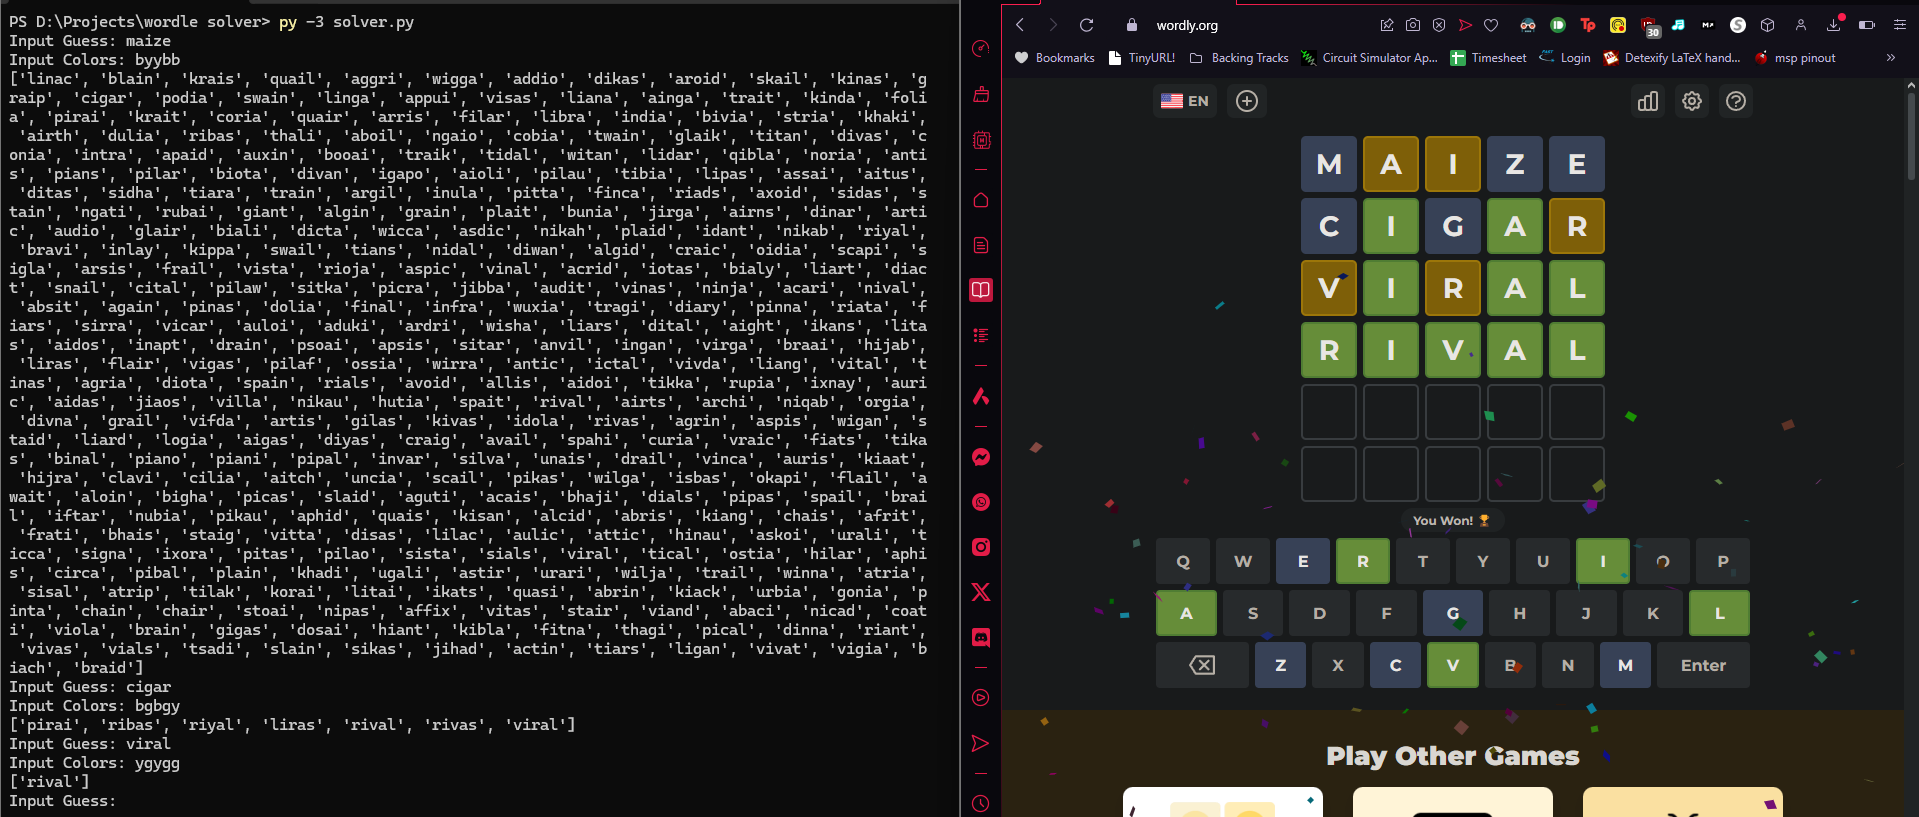 PS D:\Projects\wordle solver> py -3 solver.py
Input Guess: maize
Input Colors: byybb
['linac', 'blain', 'krais', 'quail', 'aggri', 'wigga', 'addio', 'dikas', 'aroid', 'skail', 'kinas', 'g
raip', 'cigar', 'podia', 'swain', 'linga', 'appui', 'visas', 'liana', 'ainga', 'trait', 'kinda', 'foli
a', 'pirai', 'krait', 'coria', 'quair', 'arris', 'filar', 'libra', 'india', 'bivia', 'stria', 'khaki',
'airth', 'dulia', 'ribas', 'thali', 'aboil', 'ngaio', 'cobia', 'twain', 'glaik', 'titan', 'divas', 'c
onia', 'intra', 'apaid', 'auxin', 'booai', 'traik', 'tidal', 'witan', 'lidar', 'qibla', 'noria', 'anti
s', 'pians', 'pilar', 'biota', 'divan', 'igapo', 'aioli', 'pilau', 'tibia', 'lipas', 'assai', 'aitus',
'ditas', 'sidha', 'tiara', 'train', 'argil', 'inula', 'pitta', 'finca', 'riads', 'axoid', 'sidas', 's
tain', 'ngati', 'rubai', 'giant', 'algin', 'grain', 'plait', 'bunia', 'jirga', 'airns', 'dinar', 'arti
c', 'audio', 'glair', 'biali', 'dicta', 'wicca', 'asdic', 'nikah', 'plaid', 'idant', 'nikab', 'riyal',
'bravi', 'inlay', 'kippa', 'swail', 'tians', 'nidal', 'diwan', 'algid', 'craic', 'oidia', 'scapi', 's
igla', 'arsis', 'frail', 'vista', 'rioja', 'aspic', 'vinal', 'acrid', 'iotas', 'bialy', 'liart', 'diac
t', 'snail', 'cital', 'pilaw', 'sitka', 'picra', 'jibba', 'audit', 'vinas', 'ninja', 'acari', 'nival',
'absit', 'again', 'pinas', 'dolia', 'final', 'infra', 'wuxia', 'tragi', 'diary', 'pinna', 'riata', 'f
iars', 'sirra', 'vicar', 'auloi', 'aduki', 'ardri', 'wisha', 'liars', 'dital', 'aight', 'ikans', 'lita
s', 'aidos', 'inapt', 'drain', 'psoai', 'apsis', 'sitar', 'anvil', 'ingan', 'virga', 'braai', 'hijab',
'liras', 'flair', 'vigas', 'pilaf', 'ossia', 'wirra', 'antic', 'ictal', 'vivda', 'liang', 'vital', 't
inas', 'agria', 'diota', 'spain', 'rials', 'avoid', 'allis', 'aidoi', 'tikka', 'rupia', 'ixnay', 'auri
c', 'aidas', 'jiaos', 'villa', 'nikau', 'hutia', 'spait', 'rival', 'airts', 'archi', 'niqab', 'orgia',
'divna', 'grail', 'vifda', 'artis', 'gilas', 'kivas', 'idola', 'rivas', 'agrin', 'aspis', 'wigan', 's
taid', 'liard', 'logia', 'aigas', 'diyas', 'craig', 'avail', 'spahi', 'curia', 'vraic', 'fiats', 'tika
s', 'binal', 'piano', 'piani', 'pipal', 'invar', 'silva', 'unais', 'drail', 'vinca', 'auris', 'kiaat',
'hijra', 'clavi', 'cilia', 'aitch', 'uncia', 'scail', 'pikas', 'wilga', 'isbas', 'okapi', 'flail', 'a
wait', 'aloin', 'bigha', 'picas', 'slaid', 'aguti', 'acais', 'bhaji', 'dials', 'pipas', 'spail', 'brai
l', 'iftar', 'nubia', 'pikau', 'aphid', 'quais', 'kisan', 'alcid', 'abris', 'kiang', 'chais', 'afrit',
'frati', 'bhais', 'staig', 'vitta', 'disas', 'lilac', 'aulic', 'attic', 'hinau', 'askoi', 'urali', 't
icca', 'signa', 'ixora', 'pitas', 'pilao', 'sista', 'sials', 'viral', 'tical', 'ostia', 'hilar', 'aphi
s', 'circa', 'pibal', 'plain', 'khadi', 'ugali', 'astir', 'urari', 'wilja', 'trail', 'winna', 'atria',
'sisal', 'atrip', 'tilak', 'korai', 'litai', 'ikats', 'quasi', 'abrin', 'kiack', 'urbia', 'gonia', 'p
inta', 'chain', 'chair', 'stoai', 'nipas', 'affix', 'vitas', 'stair', 'viand', 'abaci', 'nicad', 'coat
i', 'viola', 'brain', 'gigas', 'dosai', 'hiant', 'kibla', 'fitna', 'thagi', 'pical', 'dinna', 'riant',
'vivas', 'vials', 'tsadi', 'slain', 'sikas', 'jihad', 'actin', 'tiars', 'ligan', 'vivat', 'vigia', 'b
iach', 'braid']
Input Guess: cigar
Input Colors: bgbgy
['pirai', 'ribas', 'riyal', 'liras', 'rival', 'rivas', 'viral']
Input Guess: viral
Input Colors: ygygg
['rival']
Input Guess:
wordly.org
30
Bookmarks TinyURL! Backing Tracks Circuit Simulator Ap... Timesheet Login Detexify LaTeX hand... msp pinout »
EN
M A I Z E
C I G A R
V I R A L
R I V A L
You Won! 🏆
Q W E R T Y U I O P
A S D F G H J K L
Z X C V B N M Enter
Play Other Games